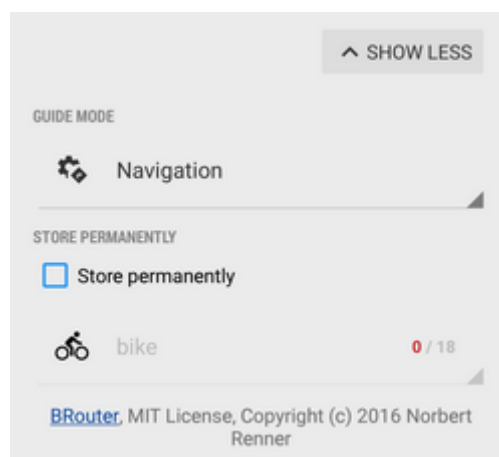 SHOW LESS
GUIDE MODE
Navigation
STORE PERMANENTLY
Store permanently
bike 0 / 18
BRouter, MIT License, Copyright (c) 2016 Norbert
Renner